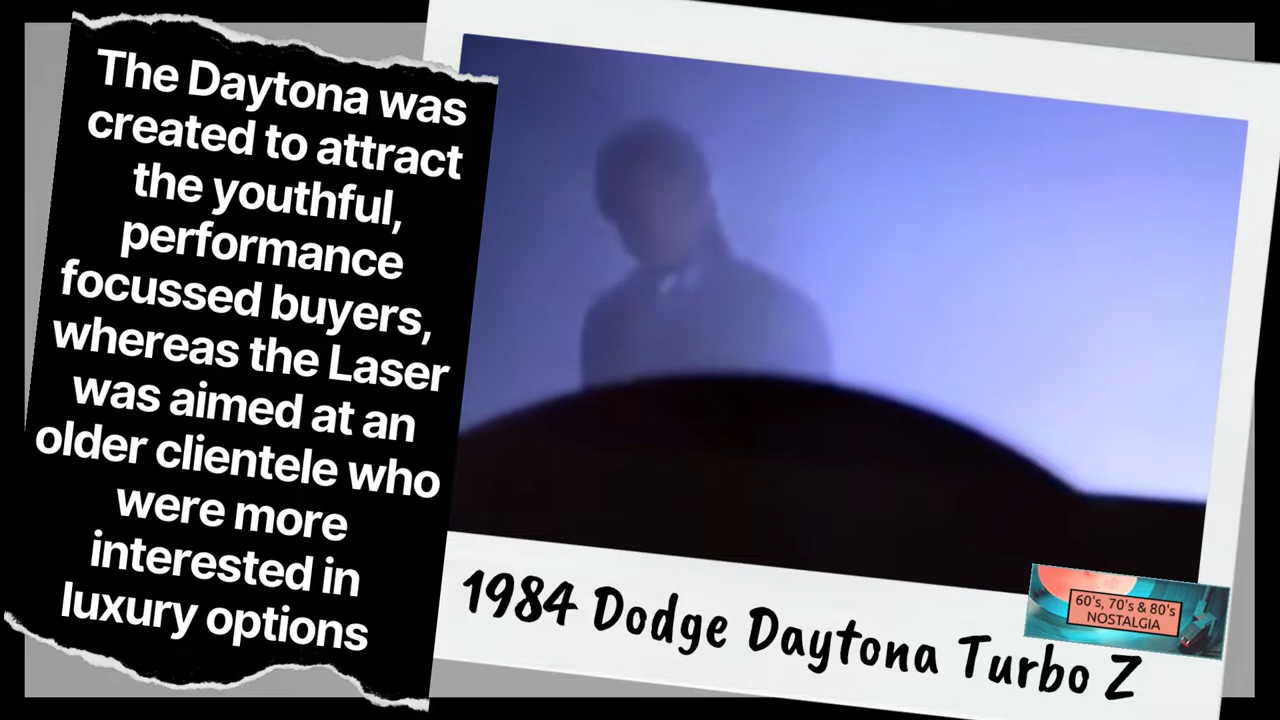 The Daytona was
created to attract
the youthful,
performance
focussed buyers,
whereas the Laser
was aimed at an
older clientele who
were more
interested in
luxury options
1984 Dodge Daytona Turbo Z
60's, 70's & 80's
NOSTALGIA